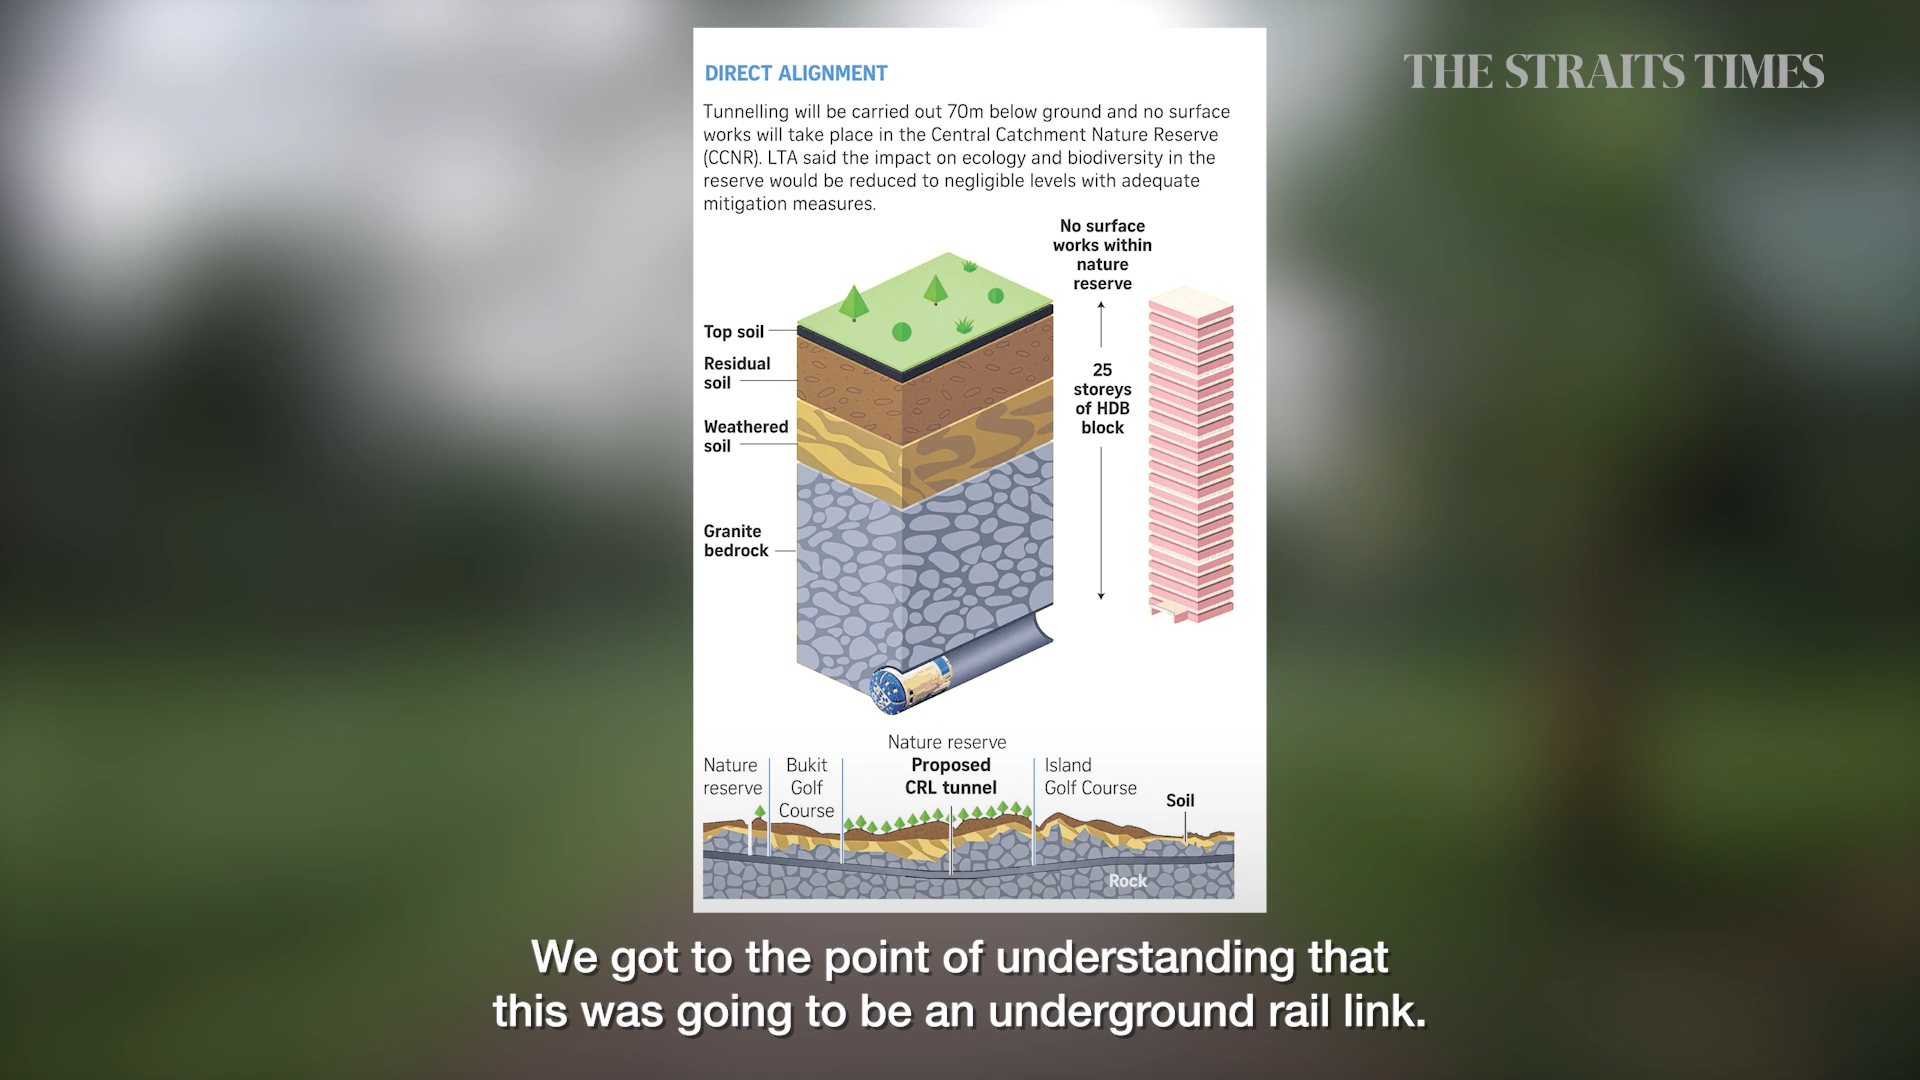 THE STRAITS TIMES
DIRECT ALIGNMENT
Tunnelling will be carried out 70m below ground and no surface
works will take place in the Central Catchment Nature Reserve
(CCNR). LTA said the impact on ecology and biodiversity in the
reserve would be reduced to negligible levels with adequate
mitigation measures.
No surface
works within
nature
reserve
Top soil
Residual
soil
Weathered
soil
Granite
bedrock
25
storeys
of HDB
block
Nature
reserve
Bukit
Golf
Course
Nature reserve
Proposed
CRL tunnel
Island
Golf Course
Soil
Rock
We got to the point of understanding that
this was going to be an underground rail link.